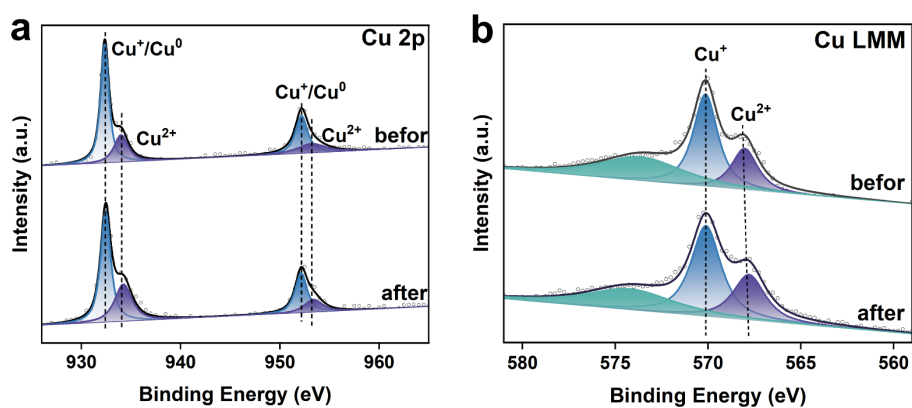 a
Cu 2p
Cu⁺/Cu⁰
Cu²⁺
Cu⁺/Cu⁰
Cu²⁺
befor
after
Intensity (a.u.)
930
940
950
960
Binding Energy (eV)
b
Cu LMM
Cu⁺
Cu²⁺
befor
after
Intensity (a.u.)
580
575
570
565
560
Binding Energy (eV)